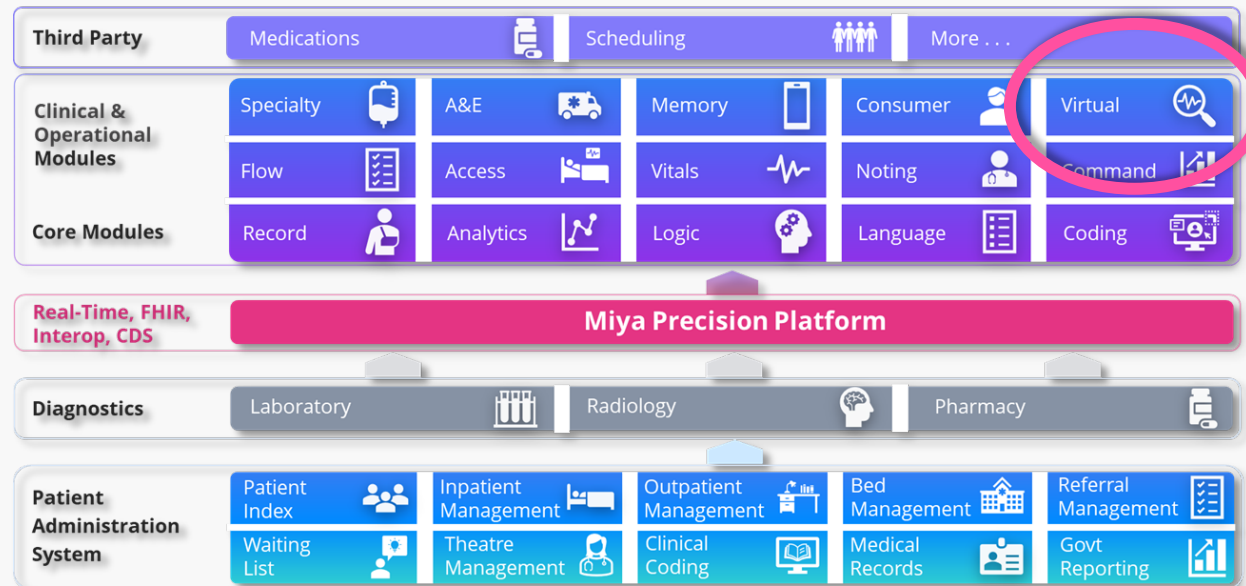 Third Party
Medications
Scheduling
More . . .
Clinical &
Operational
Modules
Specialty
A&E
Memory
Consumer
Virtual
Flow
Access
Vitals
Noting
Command
Core Modules
Record
Analytics
Logic
Language
Coding
Real-Time, FHIR,
Interop, CDS
Miya Precision Platform
Diagnostics
Laboratory
Radiology
Pharmacy
Patient
Administration
System
Patient
Index
Inpatient
Management
Outpatient
Management
Bed
Management
Referral
Management
Waiting
List
Theatre
Management
Clinical
Coding
Medical
Records
Govt
Reporting